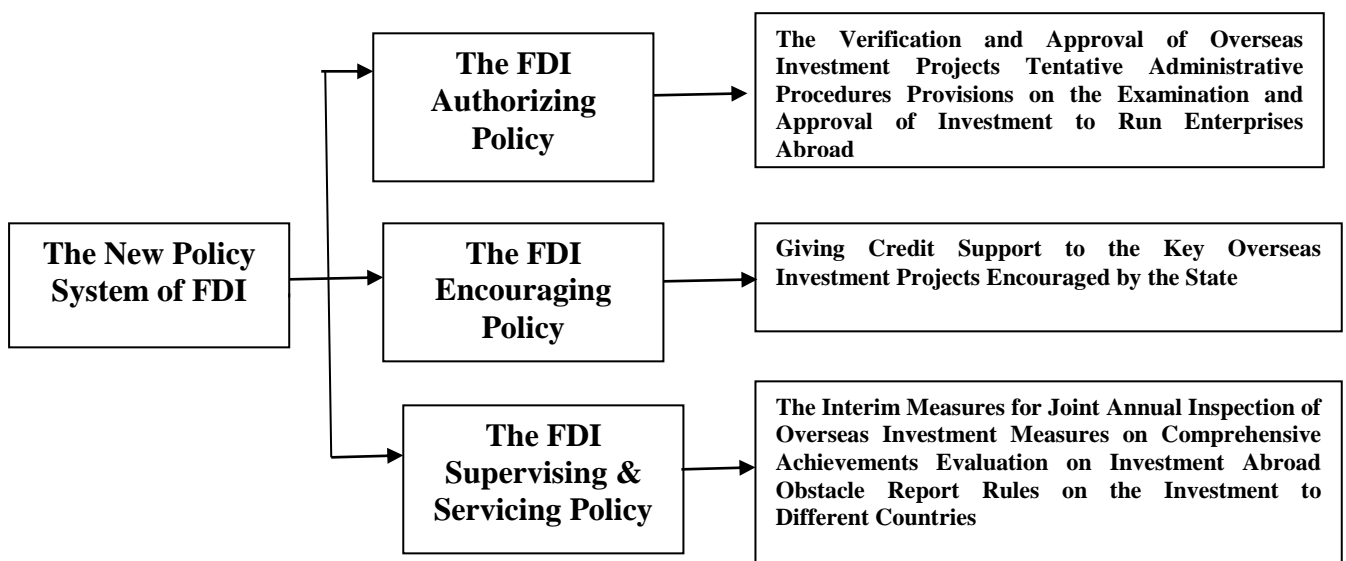 The New Policy
System of FDI
The FDI
Authorizing
Policy
The Verification and Approval of Overseas
Investment Projects Tentative Administrative
Procedures Provisions on the Examination and
Approval of Investment to Run Enterprises
Abroad
The FDI
Encouraging
Policy
Giving Credit Support to the Key Overseas
Investment Projects Encouraged by the State
The FDI
Supervising &
Servicing Policy
The Interim Measures for Joint Annual Inspection of
Overseas Investment Measures on Comprehensive
Achievements Evaluation on Investment Abroad
Obstacle Report Rules on the Investment to
Different Countries